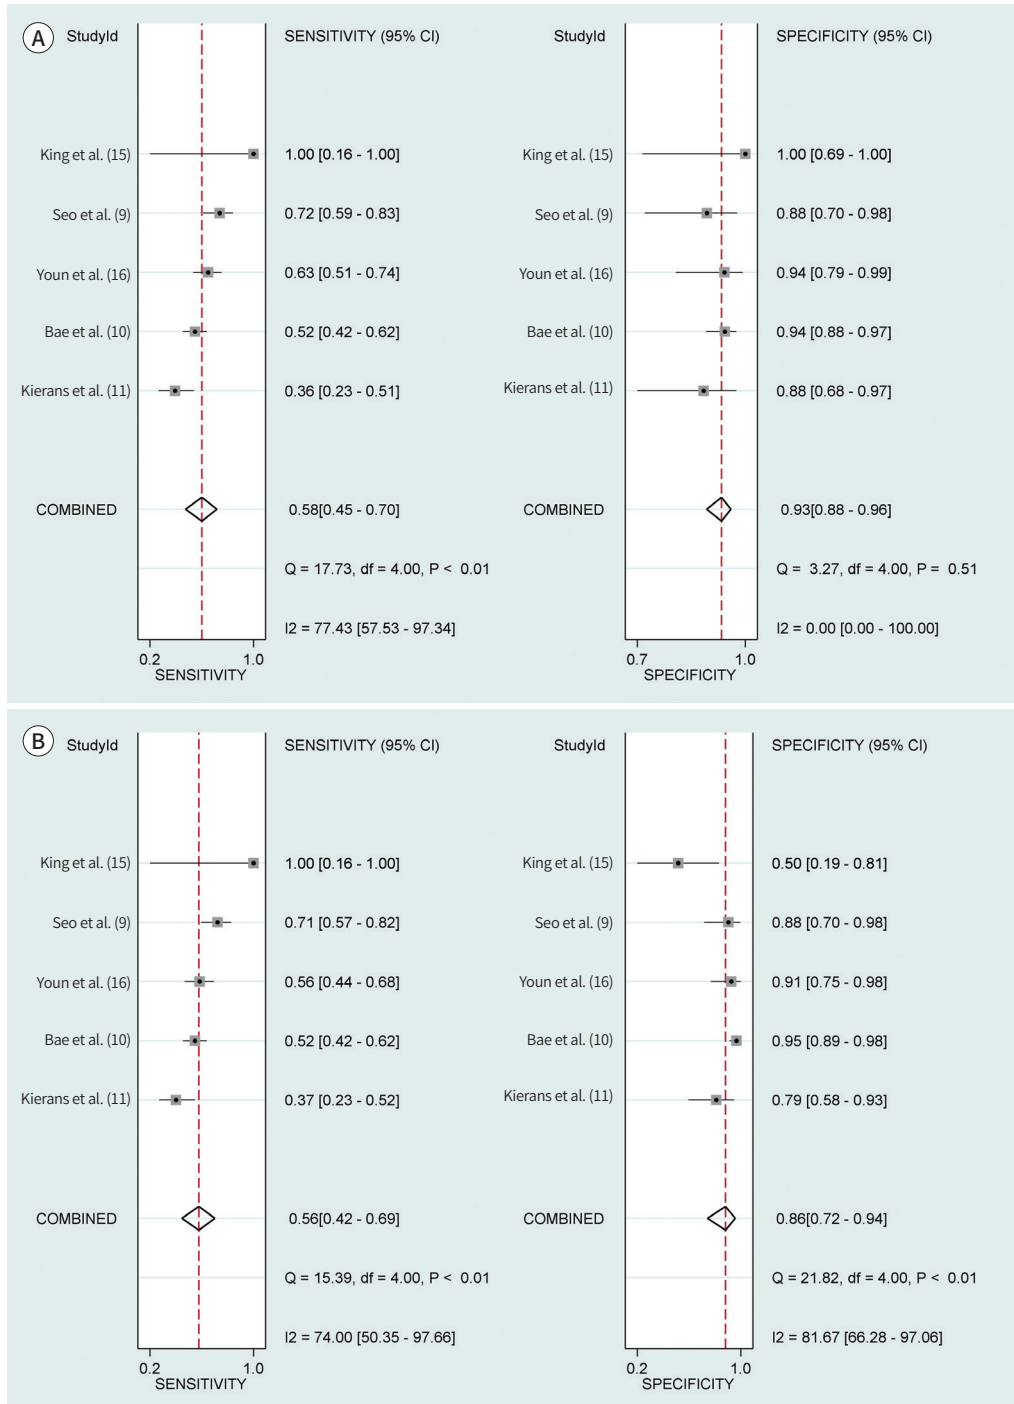 A StudyId SENSITIVITY (95% CI) StudyId SPECIFICITY (95% CI)
King et al. (15) 1.00 [0.16 - 1.00] King et al. (15) 1.00 [0.69 - 1.00]
Seo et al. (9) 0.72 [0.59 - 0.83] Seo et al. (9) 0.88 [0.70 - 0.98]
Youn et al. (16) 0.63 [0.51 - 0.74] Youn et al. (16) 0.94 [0.79 - 0.99]
Bae et al. (10) 0.52 [0.42 - 0.62] Bae et al. (10) 0.94 [0.88 - 0.97]
Kierans et al. (11) 0.36 [0.23 - 0.51] Kierans et al. (11) 0.88 [0.68 - 0.97]
COMBINED 0.58[0.45 - 0.70] COMBINED 0.93[0.88 - 0.96]
Q = 17.73, df = 4.00, P < 0.01 Q = 3.27, df = 4.00, P = 0.51
I2 = 77.43 [57.53 - 97.34] I2 = 0.00 [0.00 - 100.00]
0.2 1.0 0.7 1.0
SENSITIVITY SPECIFICITY
B StudyId SENSITIVITY (95% CI) StudyId SPECIFICITY (95% CI)
King et al. (15) 1.00 [0.16 - 1.00] King et al. (15) 0.50 [0.19 - 0.81]
Seo et al. (9) 0.71 [0.57 - 0.82] Seo et al. (9) 0.88 [0.70 - 0.98]
Youn et al. (16) 0.56 [0.44 - 0.68] Youn et al. (16) 0.91 [0.75 - 0.98]
Bae et al. (10) 0.52 [0.42 - 0.62] Bae et al. (10) 0.95 [0.89 - 0.98]
Kierans et al. (11) 0.37 [0.23 - 0.52] Kierans et al. (11) 0.79 [0.58 - 0.93]
COMBINED 0.56[0.42 - 0.69] COMBINED 0.86[0.72 - 0.94]
Q = 15.39, df = 4.00, P < 0.01 Q = 21.82, df = 4.00, P < 0.01
I2 = 74.00 [50.35 - 97.66] I2 = 81.67 [66.28 - 97.06]
0.2 1.0 0.2 1.0
SENSITIVITY SPECIFICITY